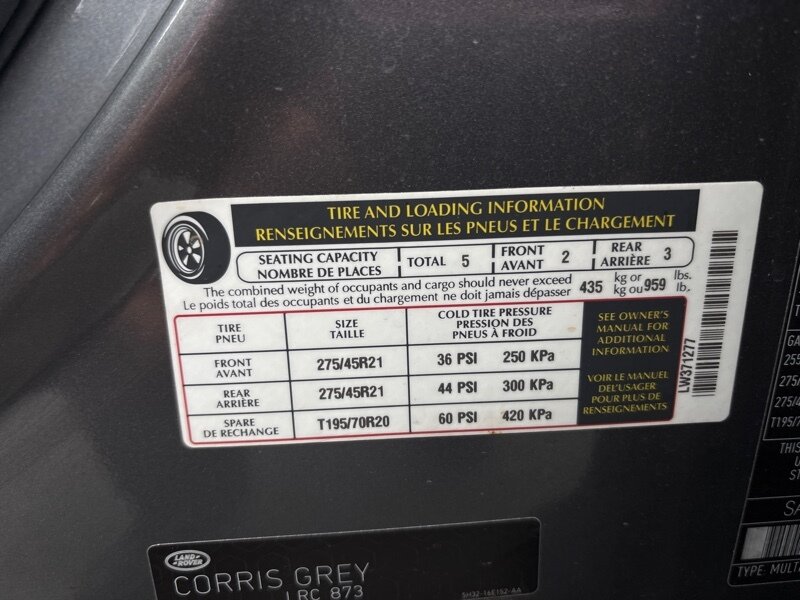 TIRE AND LOADING INFORMATION
RENSEIGNEMENTS SUR LES PNEUS ET LE CHARGEMENT
SEATING CAPACITY
NOMBRE DE PLACES
TOTAL 5
FRONT
AVANT 2
REAR
ARRIÈRE 3
The combined weight of occupants and cargo should never exceed 435 kg or 959 lbs.
Le poids total des occupants et du chargement ne doit jamais dépasser kg ou lb.
TIRE
PNEU
SIZE
TAILLE
COLD TIRE PRESSURE
PRESSION DES
PNEUS À FROID
FRONT
AVANT
275/45R21
36 PSI 250 KPa
REAR
ARRIÈRE
275/45R21
44 PSI 300 KPa
SPARE
DE RECHANGE
T195/70R20
60 PSI 420 KPa
SEE OWNER'S
MANUAL FOR
ADDITIONAL
INFORMATION
VOIR LE MANUEL
DEL'USAGER
POUR PLUS DE
RENSEIGNEMENTS
LW371277
LAND
ROVER
CORRIS GREY
LRC 873